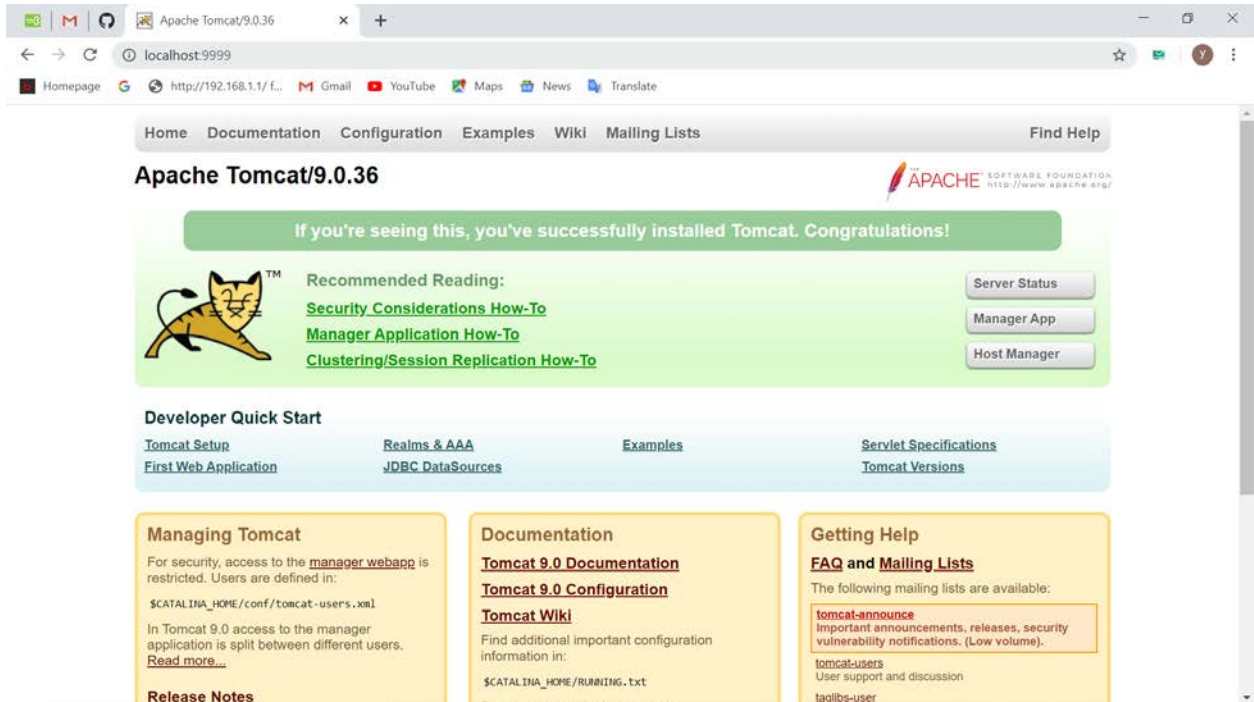 Apache Tomcat/9.0.36
localhost:9999
Y
Homepage http://192.168.1.1/ f... Gmail YouTube Maps News Translate
Home Documentation Configuration Examples Wiki Mailing Lists Find Help
Apache Tomcat/9.0.36
THE APACHE SOFTWARE FOUNDATION
http://www.apache.org/
If you're seeing this, you've successfully installed Tomcat. Congratulations!
TM
Recommended Reading:
Security Considerations How-To
Manager Application How-To
Clustering/Session Replication How-To
Server Status
Manager App
Host Manager
Developer Quick Start
Tomcat Setup
First Web Application
Realms & AAA
JDBC DataSources
Examples
Servlet Specifications
Tomcat Versions
Managing Tomcat
For security, access to the manager webapp is
restricted. Users are defined in:
$CATALINA_HOME/conf/tomcat-users.xml
In Tomcat 9.0 access to the manager
application is split between different users.
Read more...
Release Notes
Documentation
Tomcat 9.0 Documentation
Tomcat 9.0 Configuration
Tomcat Wiki
Find additional important configuration
information in:
$CATALINA_HOME/RUNNING.txt
Getting Help
FAQ and Mailing Lists
The following mailing lists are available:
tomcat-announce
Important announcements, releases, security
vulnerability notifications. (Low volume).
tomcat-users
User support and discussion
taglibs-user